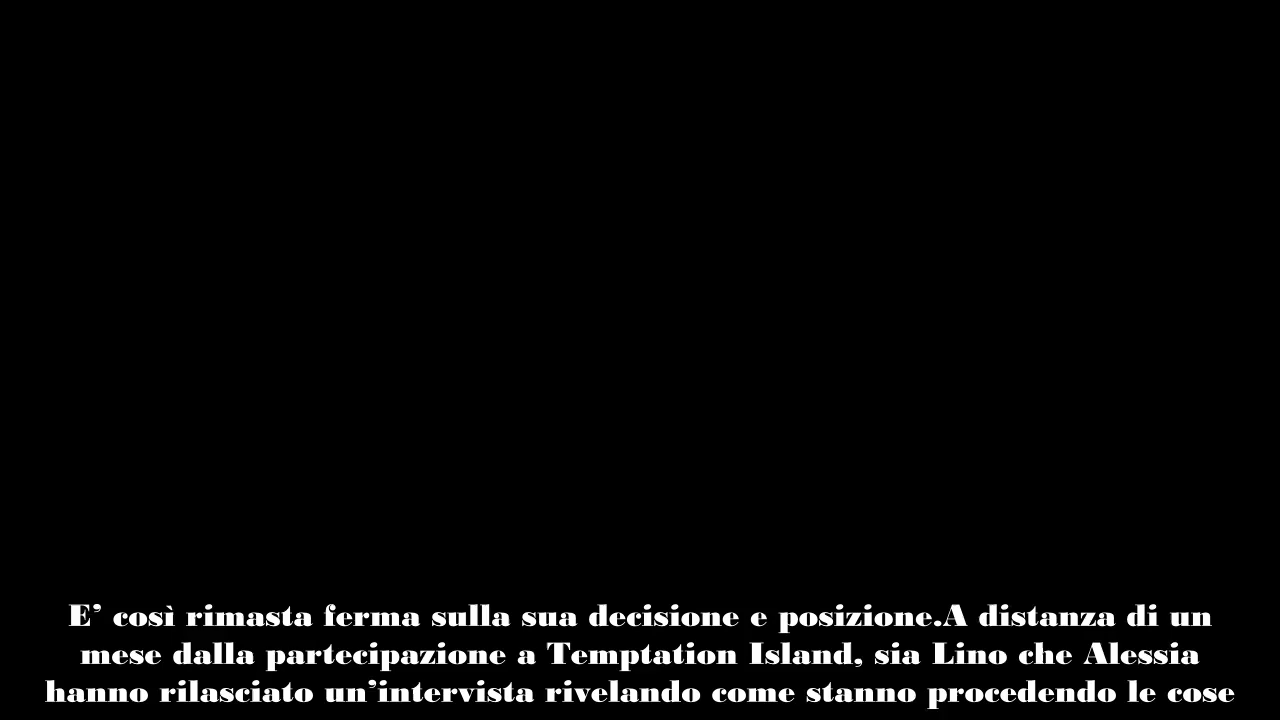 E’ così rimasta ferma sulla sua decisione e posizione.A distanza di un
mese dalla partecipazione a Temptation Island, sia Lino che Alessia
hanno rilasciato un’intervista rivelando come stanno procedendo le cose